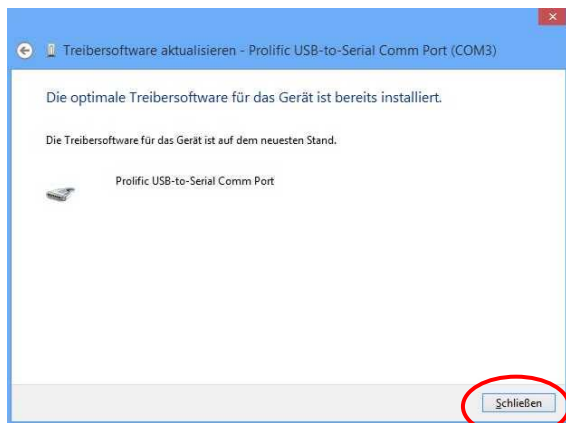 Treibersoftware aktualisieren - Prolific USB-to-Serial Comm Port (COM3)
Die optimale Treibersoftware für das Gerät ist bereits installiert.
Die Treibersoftware für das Gerät ist auf dem neuesten Stand.
Prolific USB-to-Serial Comm Port
Schließen